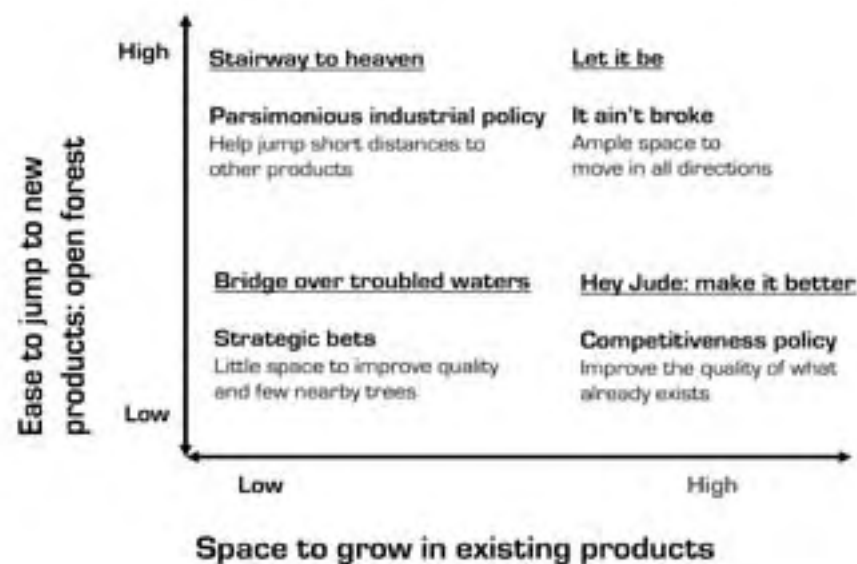 High
Stairway to heaven
Let it be
Parsimonious industrial policy
Help jump short distances to
other products
It ain't broke
Ample space to
move in all directions
Ease to jump to new
products: open forest
Bridge over troubled waters
Hey Jude: make it better
Strategic bets
Little space to improve quality
and few nearby trees
Competitiveness policy
Improve the quality of what
already exists
Low
Low
High
Space to grow in existing products